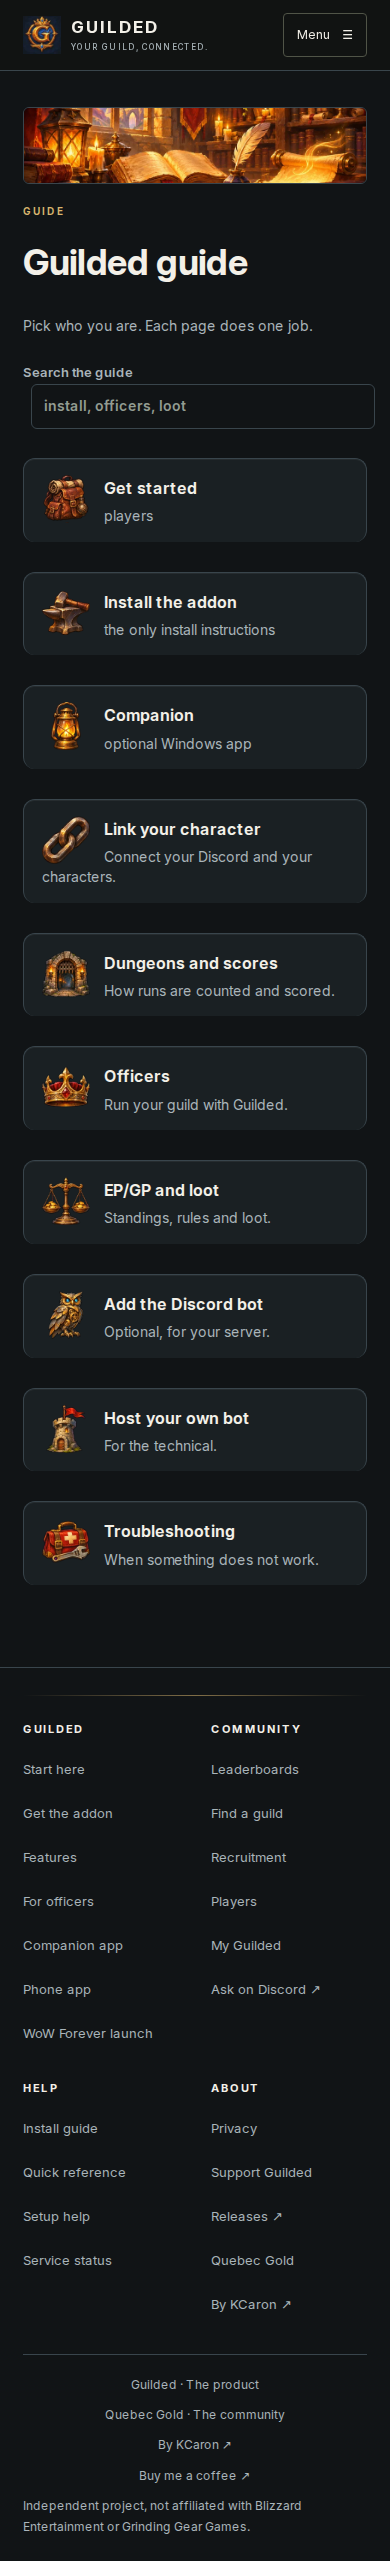 GUILDED
YOUR GUILD, CONNECTED.
Menu ☰
GUIDE
Guilded guide
Pick who you are. Each page does one job.
Search the guide
install, officers, loot
Get started
players
Install the addon
the only install instructions
Companion
optional Windows app
Link your character
Connect your Discord and your
characters.
Dungeons and scores
How runs are counted and scored.
Officers
Run your guild with Guilded.
EP/GP and loot
Standings, rules and loot.
Add the Discord bot
Optional, for your server.
Host your own bot
For the technical.
Troubleshooting
When something does not work.
GUILDED
Start here
Get the addon
Features
For officers
Companion app
Phone app
WoW Forever launch
COMMUNITY
Leaderboards
Find a guild
Recruitment
Players
My Guilded
Ask on Discord ↗
HELP
Install guide
Quick reference
Setup help
Service status
ABOUT
Privacy
Support Guilded
Releases ↗
Quebec Gold
By KCaron ↗
Guilded · The product
Quebec Gold · The community
By KCaron ↗
Buy me a coffee ↗
Independent project, not affiliated with Blizzard
Entertainment or Grinding Gear Games.